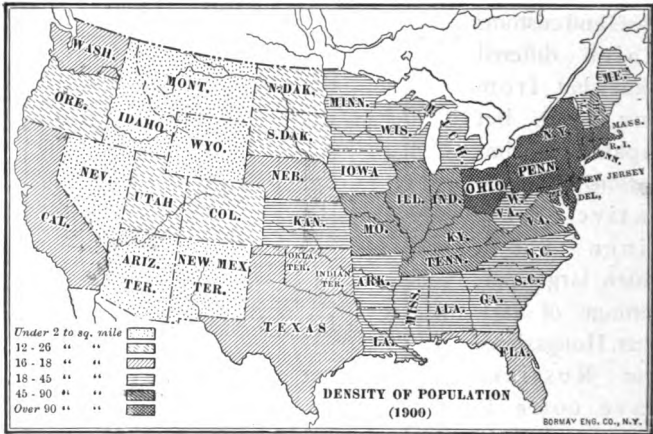 WASH.
MONT.
N. DAK.
MINN.
ME.
ORE.
IDAHO
S. DAK.
WIS.
MICH.
N.Y.
MASS.
R.I.
CONN.
WYO.
IOWA
PENN
NEW JERSEY
NEV.
NEB.
OHIO
DEL,
UTAH
ILL.
IND.
W.
VA.
VA.
CAL.
COL.
KAN.
MO.
KY.
N.C.
TENN.
ARIZ.
TER.
NEW MEX
TER.
OKLA.
TER.
INDIAN
TER.
ARK.
S.C.
MISS.
ALA.
GA.
TEXAS
LA.
FLA.
Under 2 to sq. mile
12 - 26 " "
16 - 18 " "
18 - 45 " "
45 - 90 " "
Over 90 " "
DENSITY OF POPULATION
(1900)
BORMAY ENG. CO., N.Y.